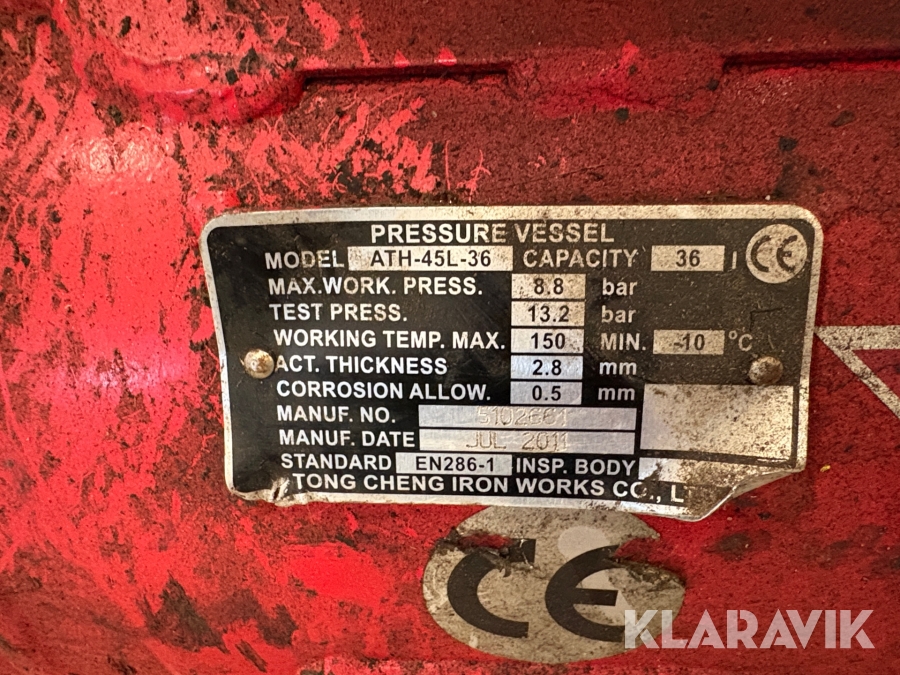 PRESSURE VESSEL
MODEL ATH-45L-36 CAPACITY 36 l CE
MAX.WORK. PRESS. 8.8 bar
TEST PRESS. 13.2 bar
WORKING TEMP. MAX. 150 MIN. -10 °C
ACT. THICKNESS 2.8 mm
CORROSION ALLOW. 0.5 mm
MANUF. NO. 5102661
MANUF. DATE JUL 2011
STANDARD EN286-1 INSP. BODY
TONG CHENG IRON WORKS CO., L
CE
KLARAVIK